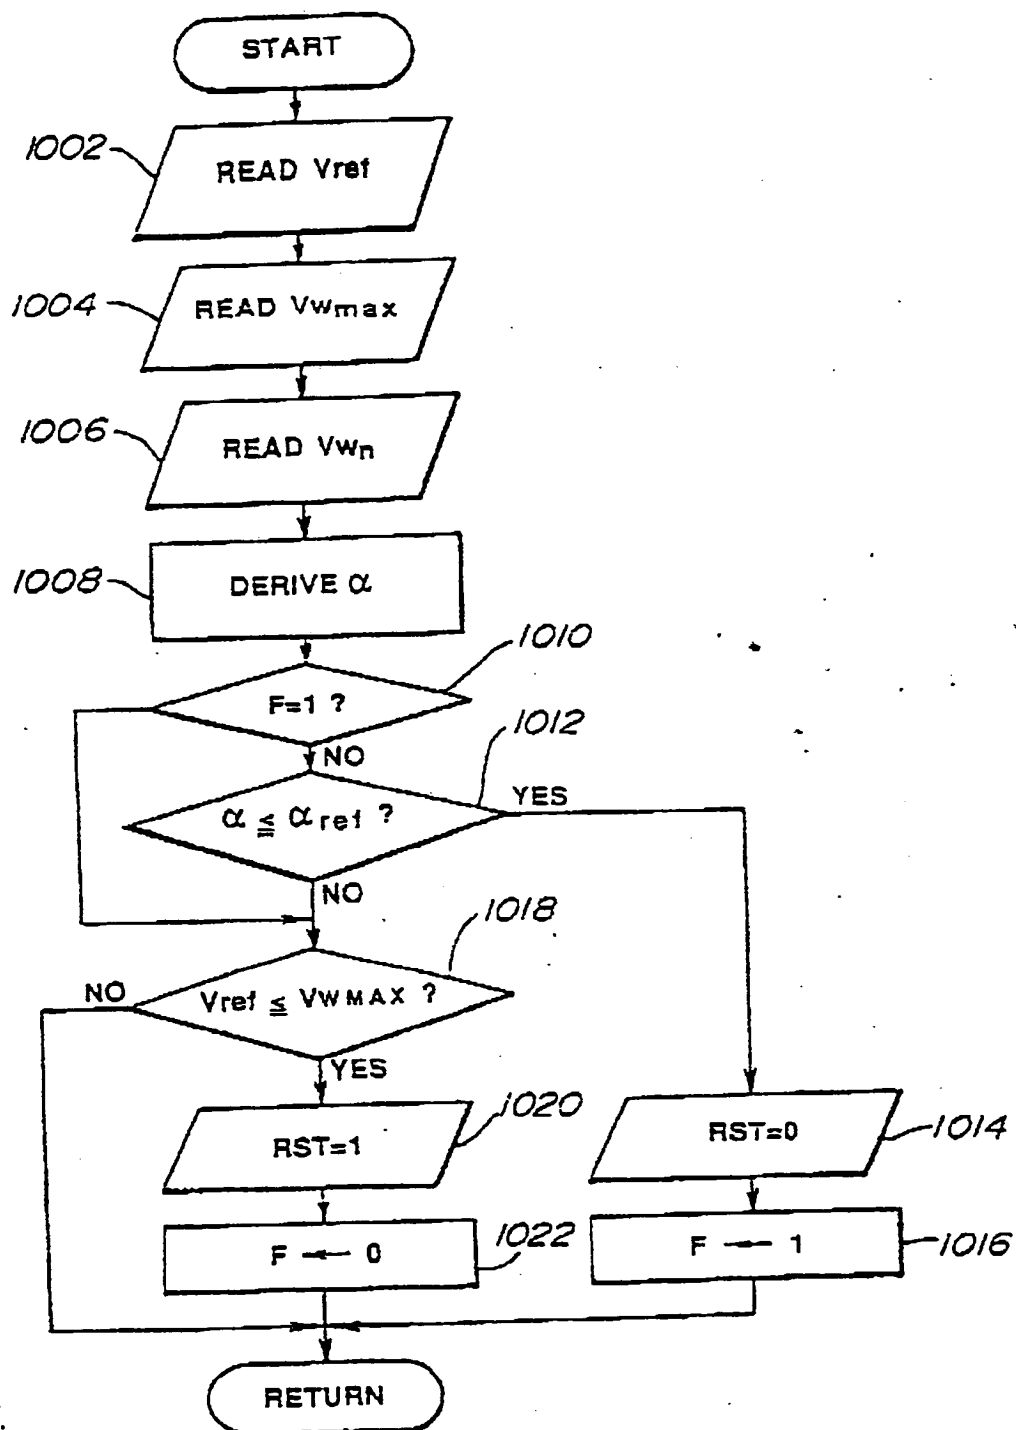 START
1002
READ Vref
1004
READ Vwmax
1006
READ Vwn
1008
DERIVE α
1010
F=1 ?
NO
1012
α ≦ αref ?
YES
NO
1018
NO
Vref ≦ VWMAX ?
YES
1020
RST=1
RST=0
1014
F ← 0
1022
F ← 1
1016
RETURN